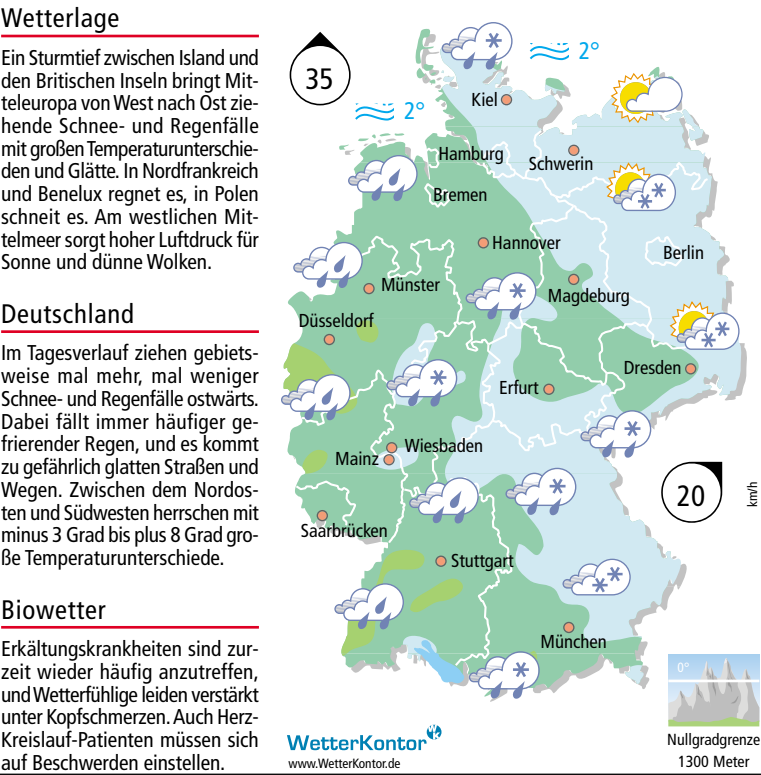 Wetterlage
Ein Sturmtief zwischen Island und
den Britischen Inseln bringt Mit-
teleuropa von West nach Ost zie-
hende Schnee- und Regenfälle
mit großen Temperaturunterschie-
den und Glätte. In Nordfrankreich
und Benelux regnet es, in Polen
schneit es. Am westlichen Mit-
telmeer sorgt hoher Luftdruck für
Sonne und dünne Wolken.
Deutschland
Im Tagesverlauf ziehen gebiets-
weise mal mehr, mal weniger
Schnee- und Regenfälle ostwärts.
Dabei fällt immer häufiger ge-
frierender Regen, und es kommt
zu gefährlich glatten Straßen und
Wegen. Zwischen dem Nordos-
ten und Südwesten herrschen mit
minus 3 Grad bis plus 8 Grad gro-
ße Temperaturunterschiede.
Biowetter
Erkältungskrankheiten sind zur-
zeit wieder häufig anzutreffen,
und Wetterfühlige leiden verstärkt
unter Kopfschmerzen. Auch Herz-
Kreislauf-Patienten müssen sich
auf Beschwerden einstellen.
35
2°
2°
Kiel
Hamburg
Schwerin
Bremen
Hannover
Berlin
Münster
Magdeburg
Düsseldorf
Dresden
Erfurt
Wiesbaden
Mainz
20
km/h
Saarbrücken
Stuttgart
München
0°
Nullgradgrenze
1300 Meter
WetterKontor wk
www.WetterKontor.de